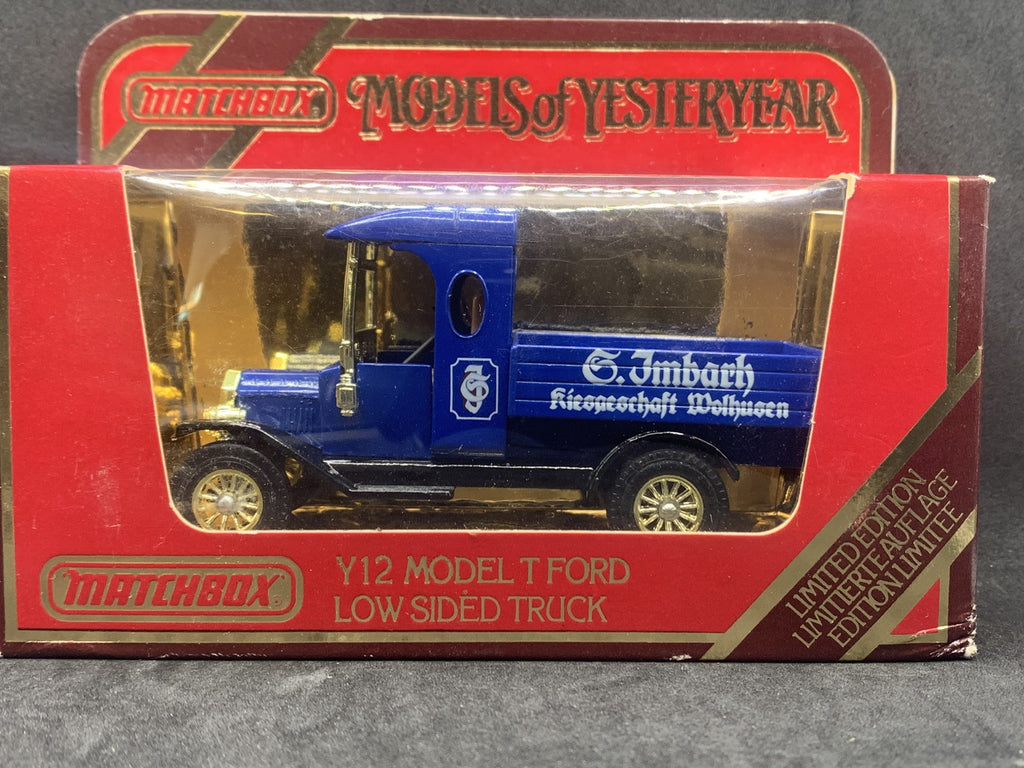 MATCHBOX
MODELS of YESTERYEAR
S. Imbach
Kiesgeschaft Wolhusen
MATCHBOX
Y12 MODEL T FORD
LOW-SIDED TRUCK
LIMITED EDITION
LIMITIERTE AUFLAGE
EDITION LIMITEE